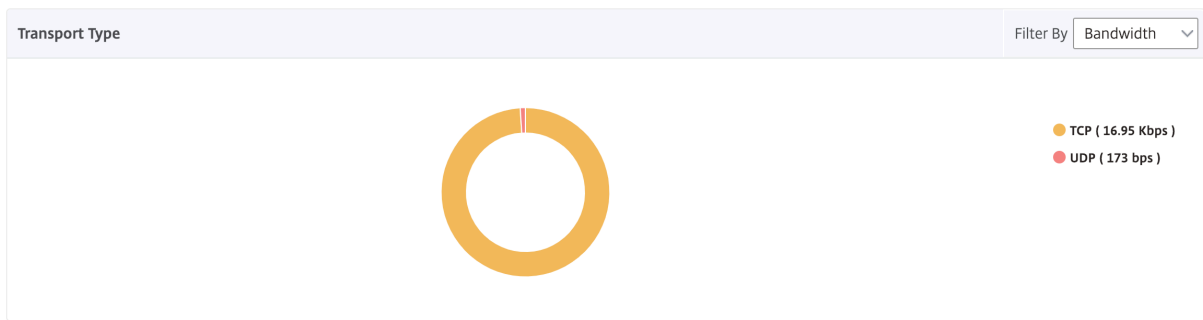 Transport Type
Filter By Bandwidth
TCP ( 16.95 Kbps )
UDP ( 173 bps )